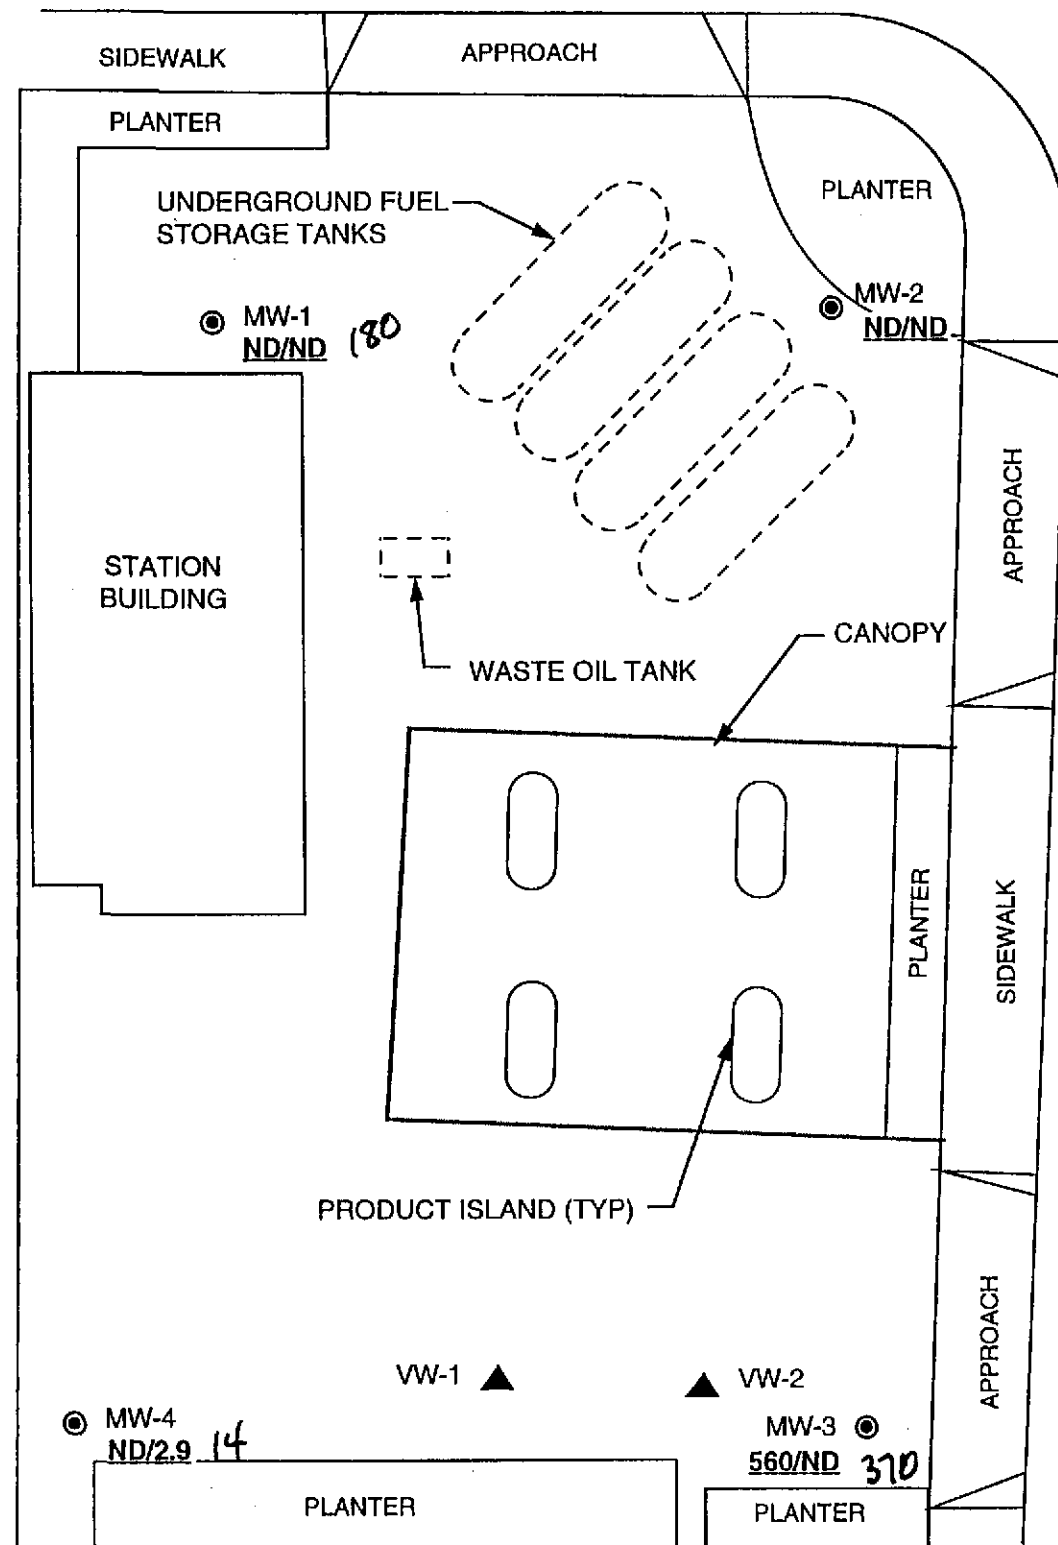 SIDEWALK
APPROACH
PLANTER
UNDERGROUND FUEL
STORAGE TANKS
PLANTER
MW-1
ND/ND 180
MW-2
ND/ND
APPROACH
STATION
BUILDING
CANOPY
WASTE OIL TANK
PLANTER
SIDEWALK
PRODUCT ISLAND (TYP)
APPROACH
VW-1
VW-2
MW-4
ND/2.9 14
MW-3
560/ND 370
PLANTER
PLANTER